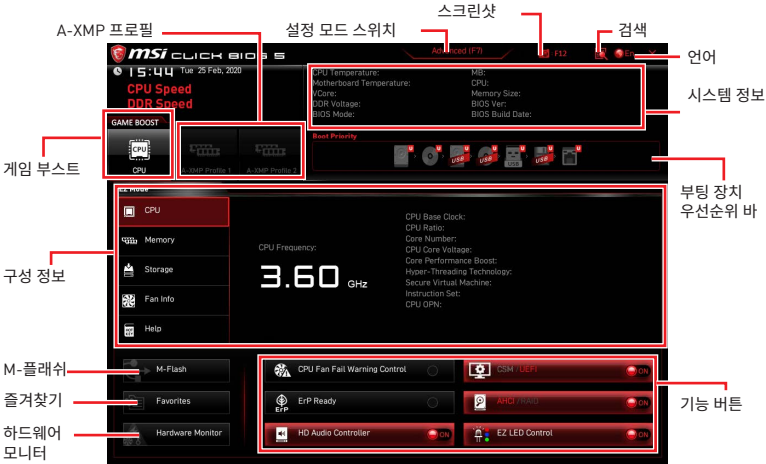 스크린샷
A-XMP 프로필
설정 모드 스위치
검색
msi CLICK BIOS 5
Advanced (F7)
F12
En
언어
15:44 Tue 25 Feb, 2020
CPU Speed
DDR Speed
CPU Temperature:
Motherboard Temperature:
VCore:
DDR Voltage:
BIOS Mode:
MB:
CPU:
Memory Size:
BIOS Ver:
BIOS Build Date:
시스템 정보
GAME BOOST
CPU
CPU
A-XMP Profile 1
A-XMP Profile 2
Boot Priority
U
U
U
U
U
U
U
USB
USB
USB
USB
게임 부스트
부팅 장치
우선순위 바
EZ Mode
CPU
Memory
Storage
Fan Info
Help
CPU Frequency:
3.60 GHz
CPU Base Clock:
CPU Ratio:
Core Number:
CPU Core Voltage:
Core Performance Boost:
Hyper-Threading Technology:
Secure Virtual Machine:
Instruction Set:
CPU OPN:
구성 정보
M-플래쉬
즐겨찾기
하드웨어
모니터
M-Flash
Favorites
Hardware Monitor
CPU Fan Fail Warning Control
CSM /UEFI
ON
ErP
ErP Ready
AHCI /RAID
ON
HD Audio Controller
ON
EZ LED Control
ON
기능 버튼